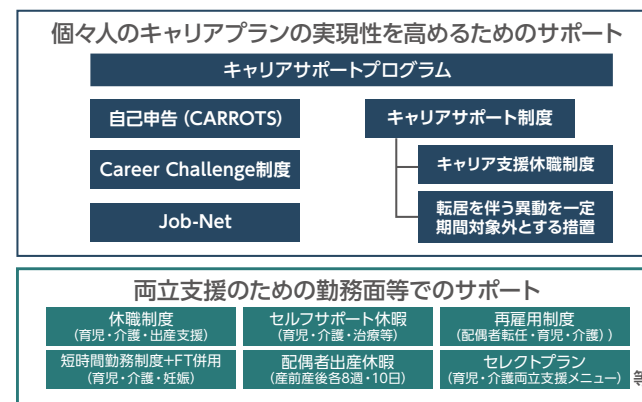 個々人のキャリアプランの実現性を高めるためのサポート
キャリアサポートプログラム
自己申告 (CARROTS)
Career Challenge制度
Job-Net
キャリアサポート制度
キャリア支援休職制度
転居を伴う異動を一定
期間対象外とする措置
両立支援のための勤務面等でのサポート
休職制度
(育児・介護・出産支援)
セルフサポート休暇
(育児・介護・治療等)
再雇用制度
(配偶者転任・育児・介護))
短時間勤務制度+FT併用
(育児・介護・妊娠)
配偶者出産休暇
(産前産後各8週・10日)
セレクトプラン
(育児・介護両立支援メニュー)
等